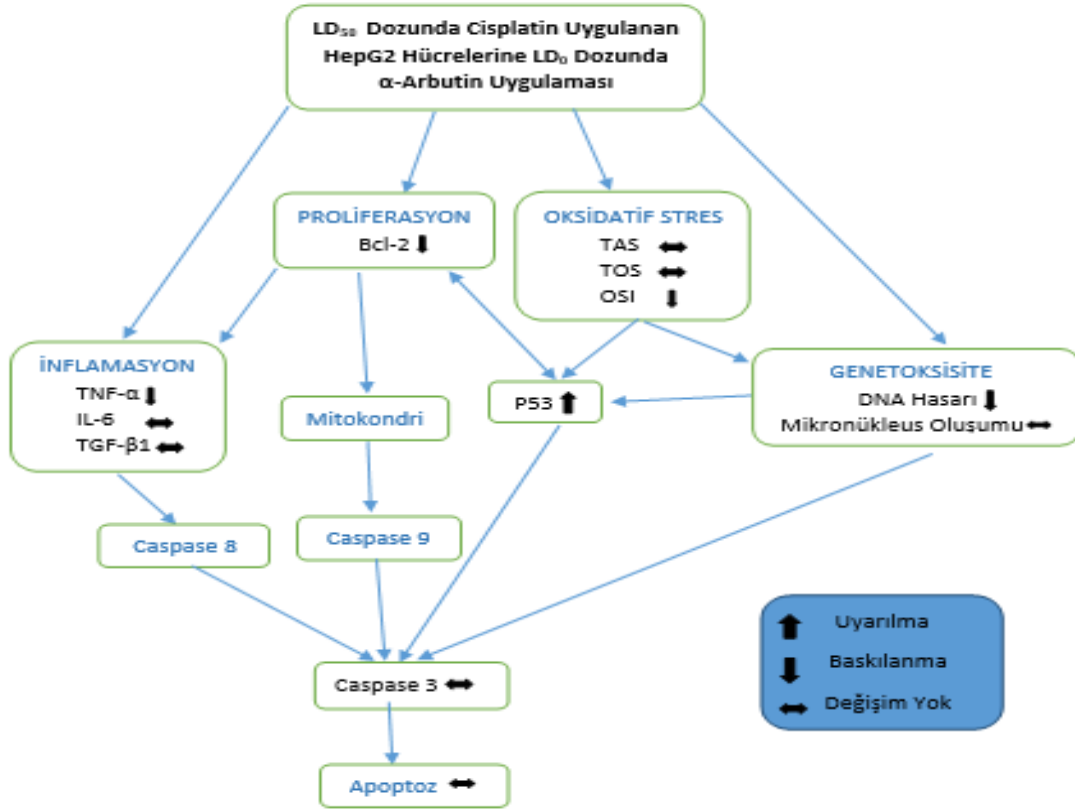 LD₅₀ Dozunda Cisplatin Uygulanan
HepG2 Hücrelerine LD₀ Dozunda
α-Arbutin Uygulaması
PROLİFERASYON
Bcl-2
OKSİDATİF STRES
TAS
TOS
OSI
İNFLAMASYON
TNF-α
IL-6
TGF-β1
Mitokondri
P53
GENETOKSİSİTE
DNA Hasarı
Mikronükleus Oluşumu
Caspase 8
Caspase 9
Caspase 3
Apoptoz
Uyarılma
Baskılanma
Değişim Yok